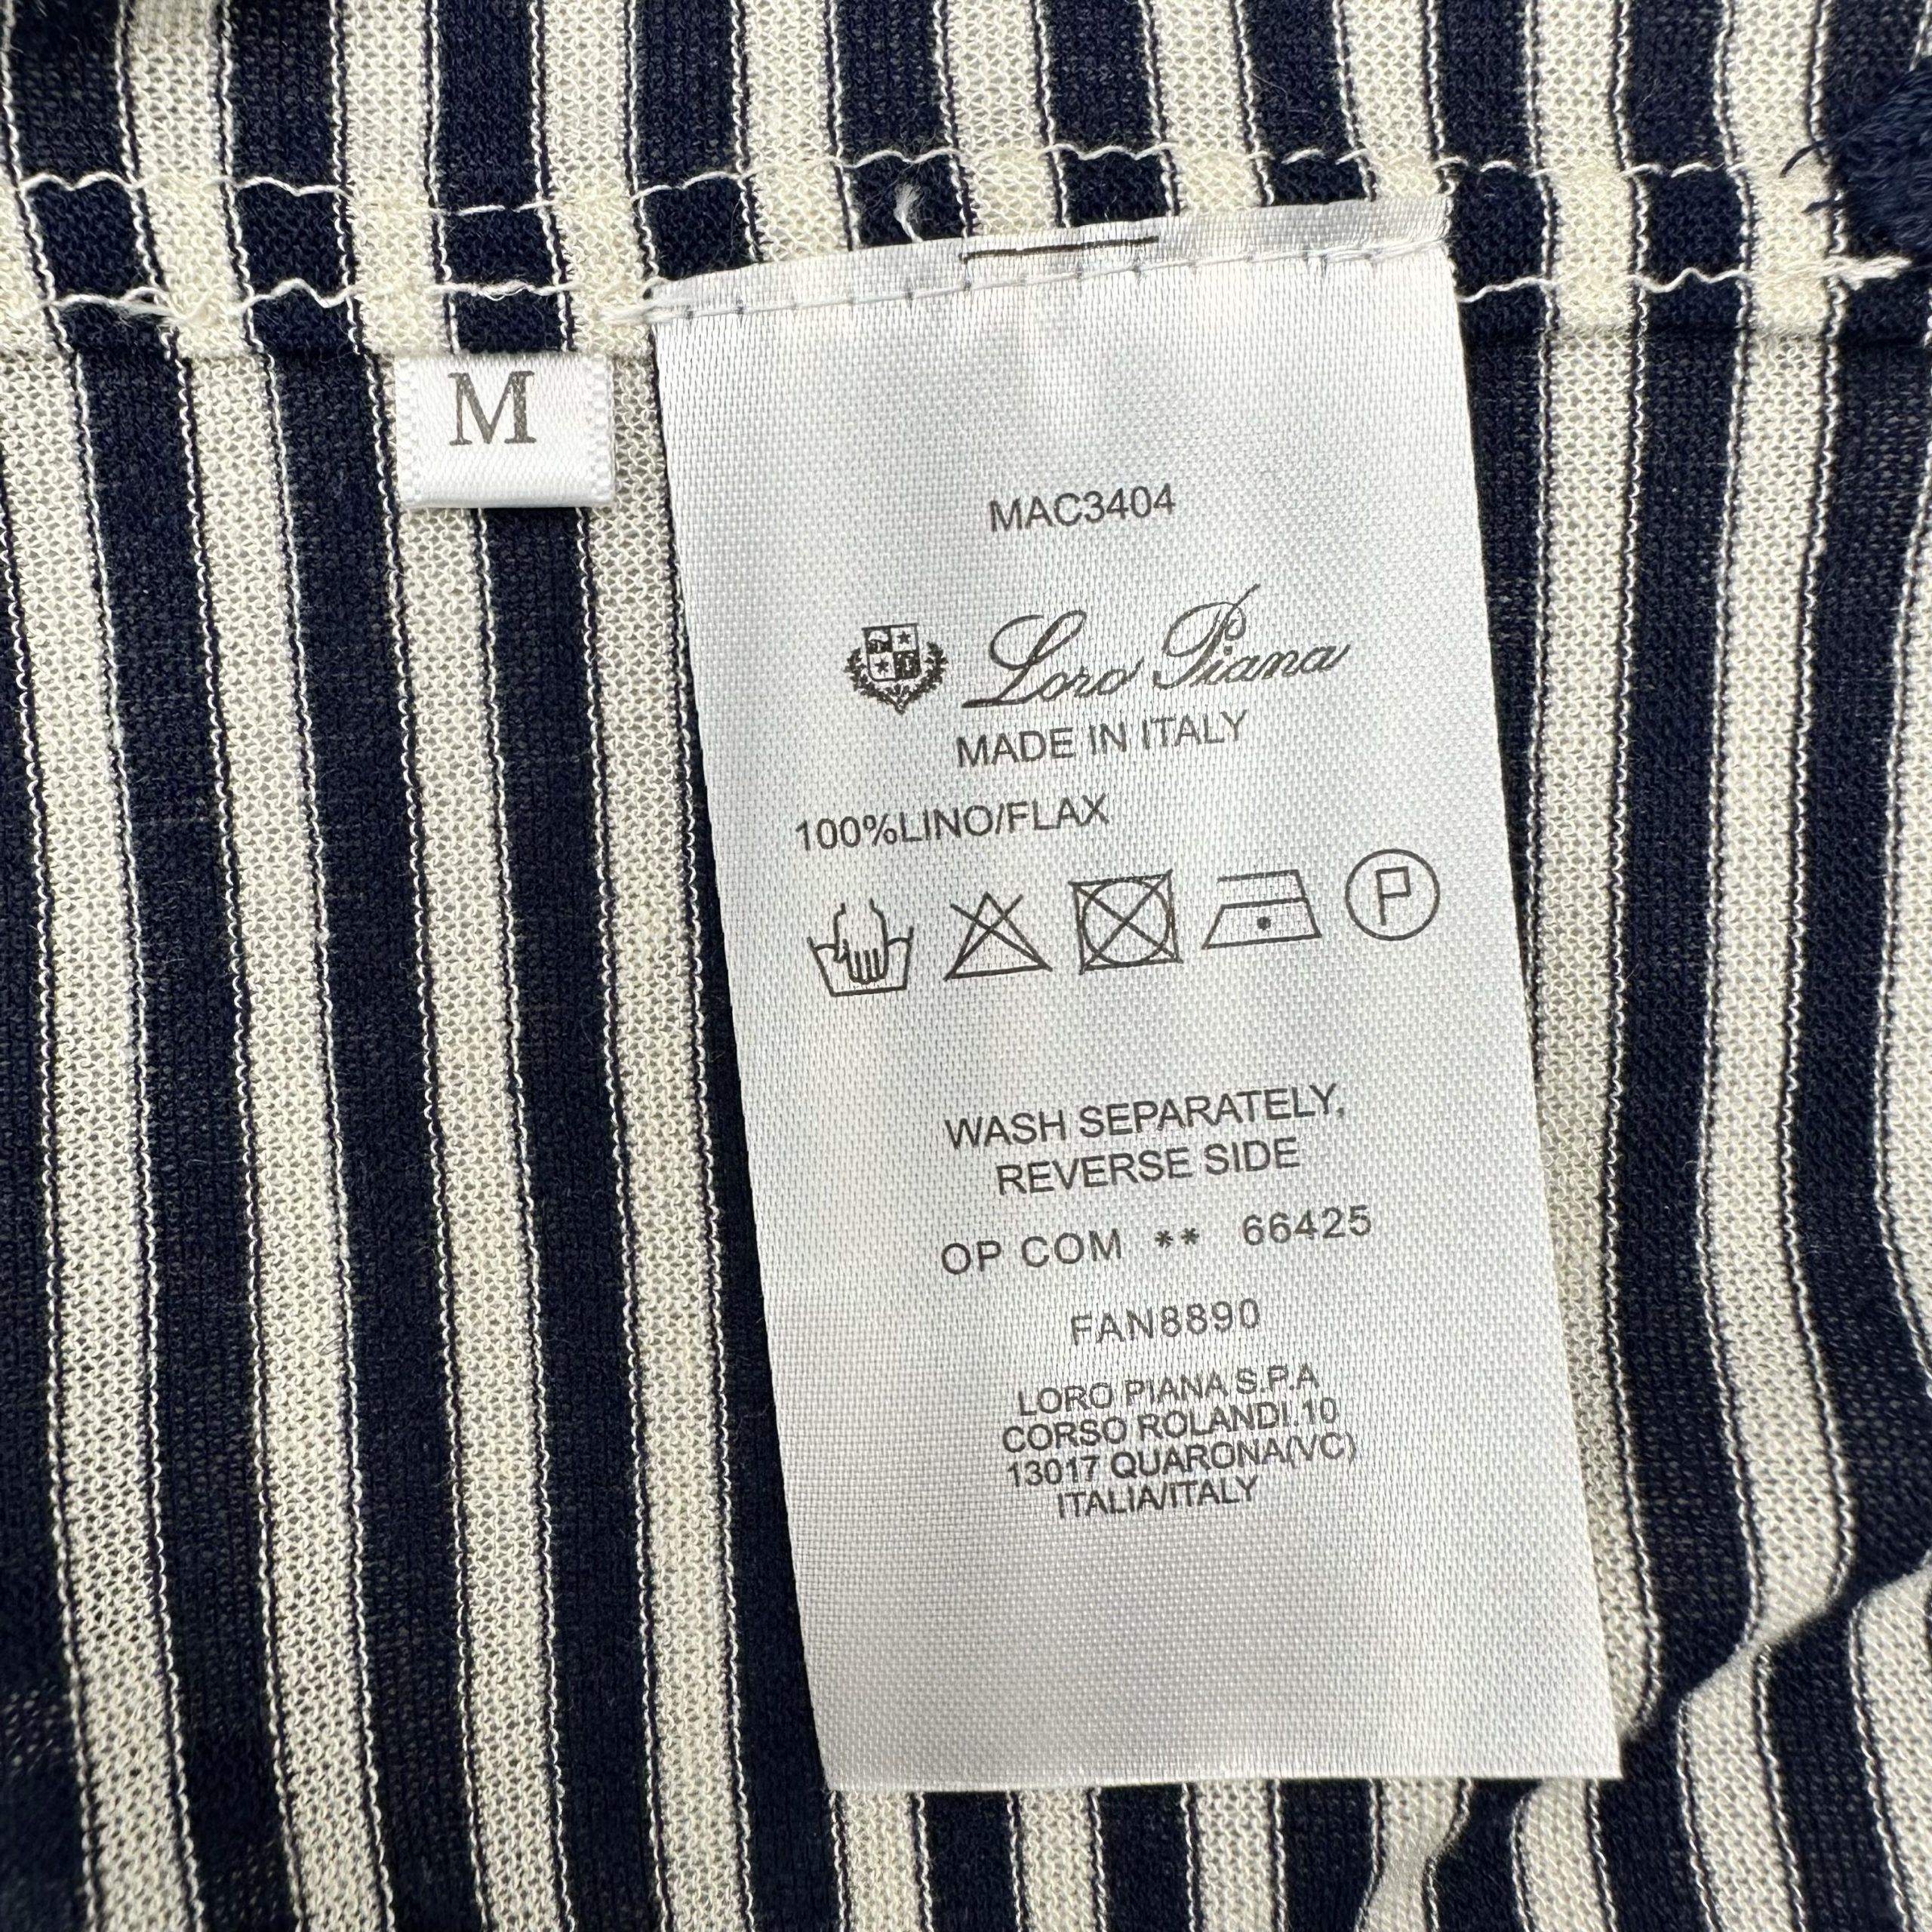 M
MAC3404
Loro Piana
MADE IN ITALY
100%LINO/FLAX
P
WASH SEPARATELY,
REVERSE SIDE
OP COM ** 66425
FAN8890
LORO PIANA S.P.A
CORSO ROLANDI.10
13017 QUARONA(VC)
ITALIA/ITALY